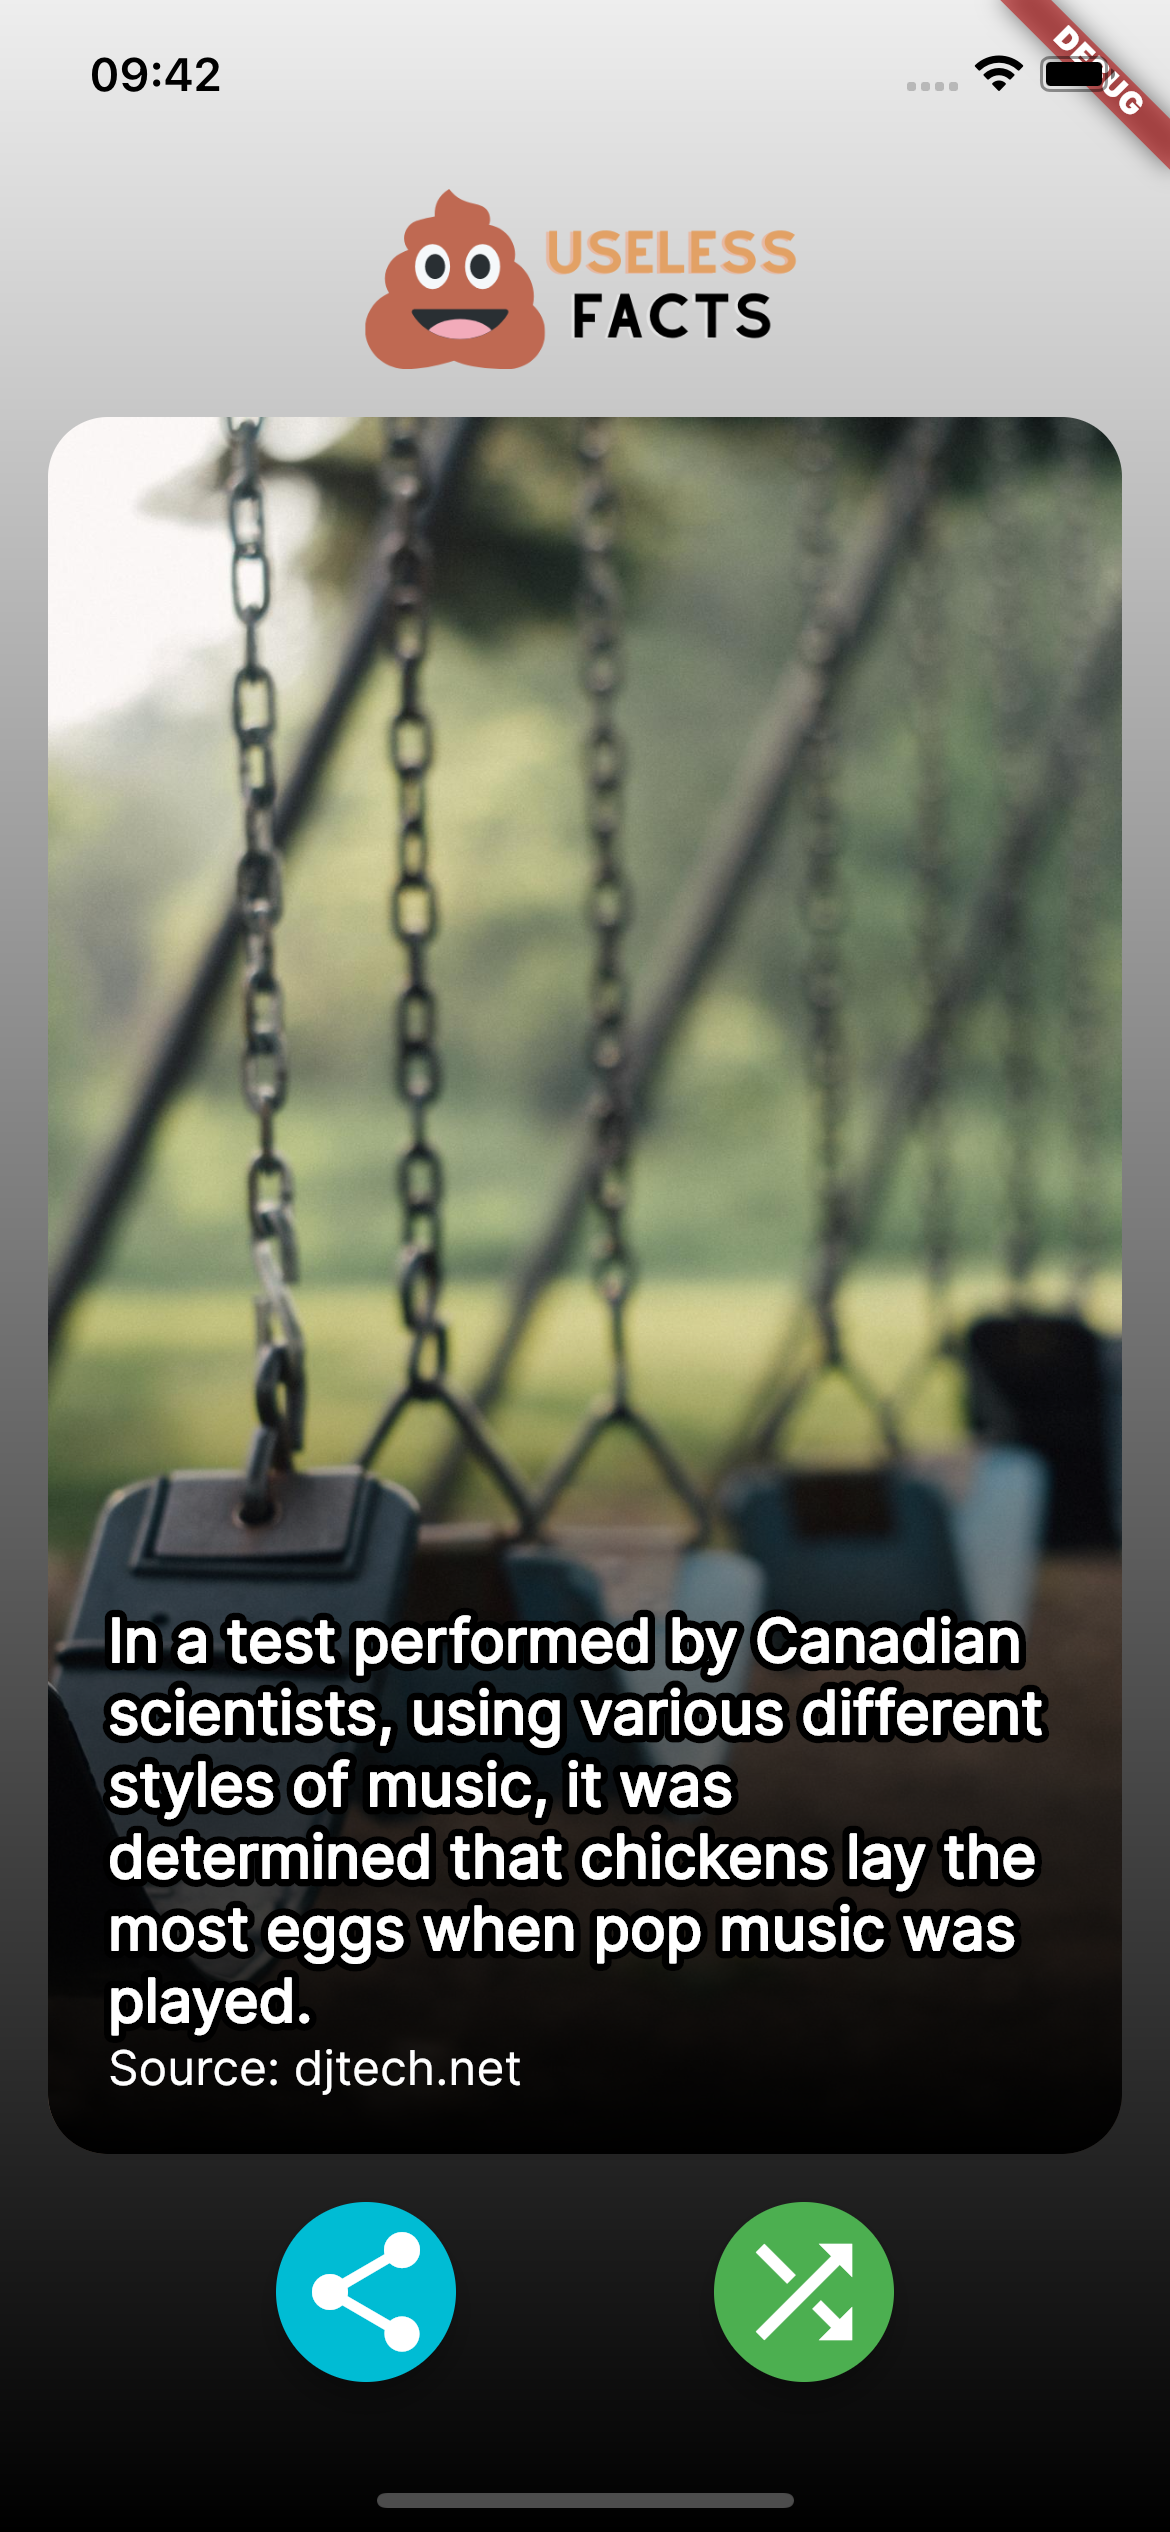 09:42
DEBUG
USELESS
FACTS
In a test performed by Canadian
scientists, using various different
styles of music, it was
determined that chickens lay the
most eggs when pop music was
played.
Source: djtech.net